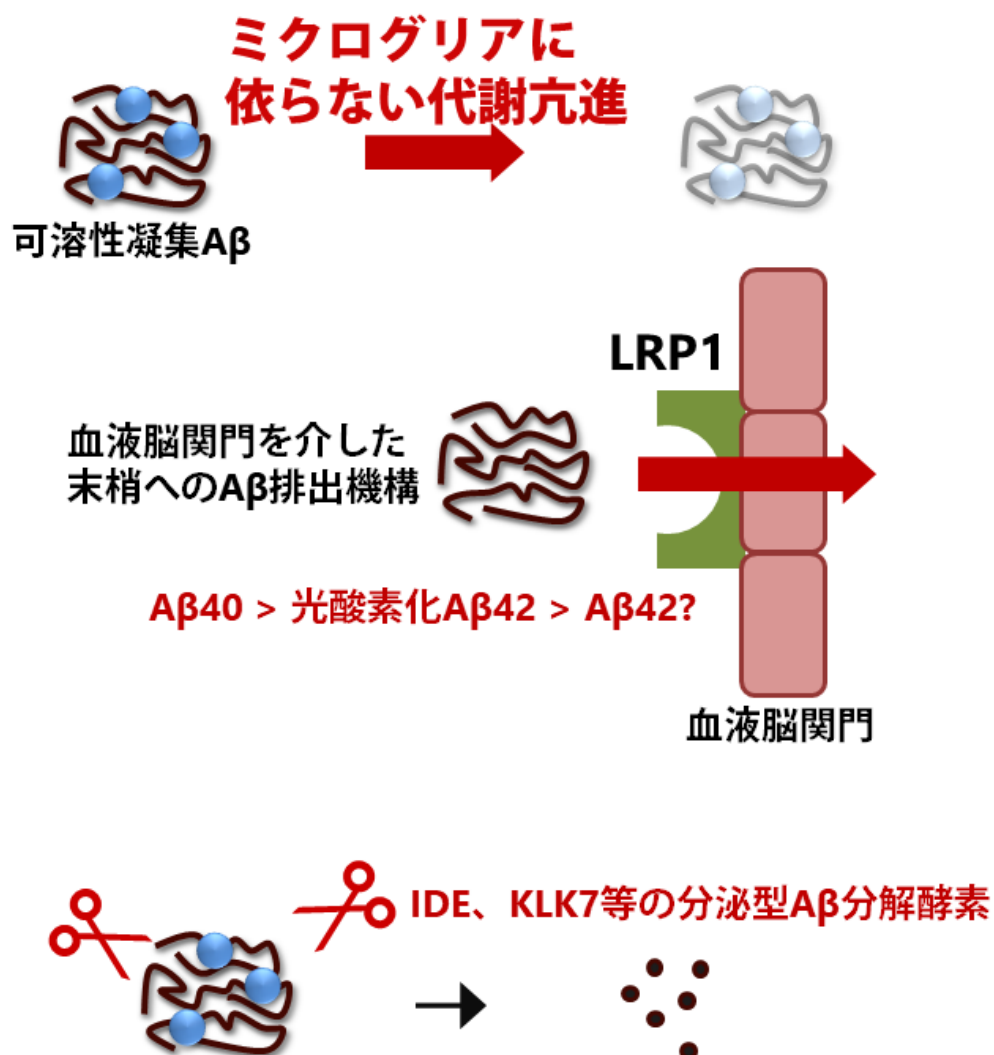 ミクログリアに
依らない代謝亢進
可溶性凝集Aβ
LRP1
血液脳関門を介した
末梢へのAβ排出機構
Aβ40 > 光酸素化Aβ42 > Aβ42?
血液脳関門
IDE、KLK7等の分泌型Aβ分解酵素